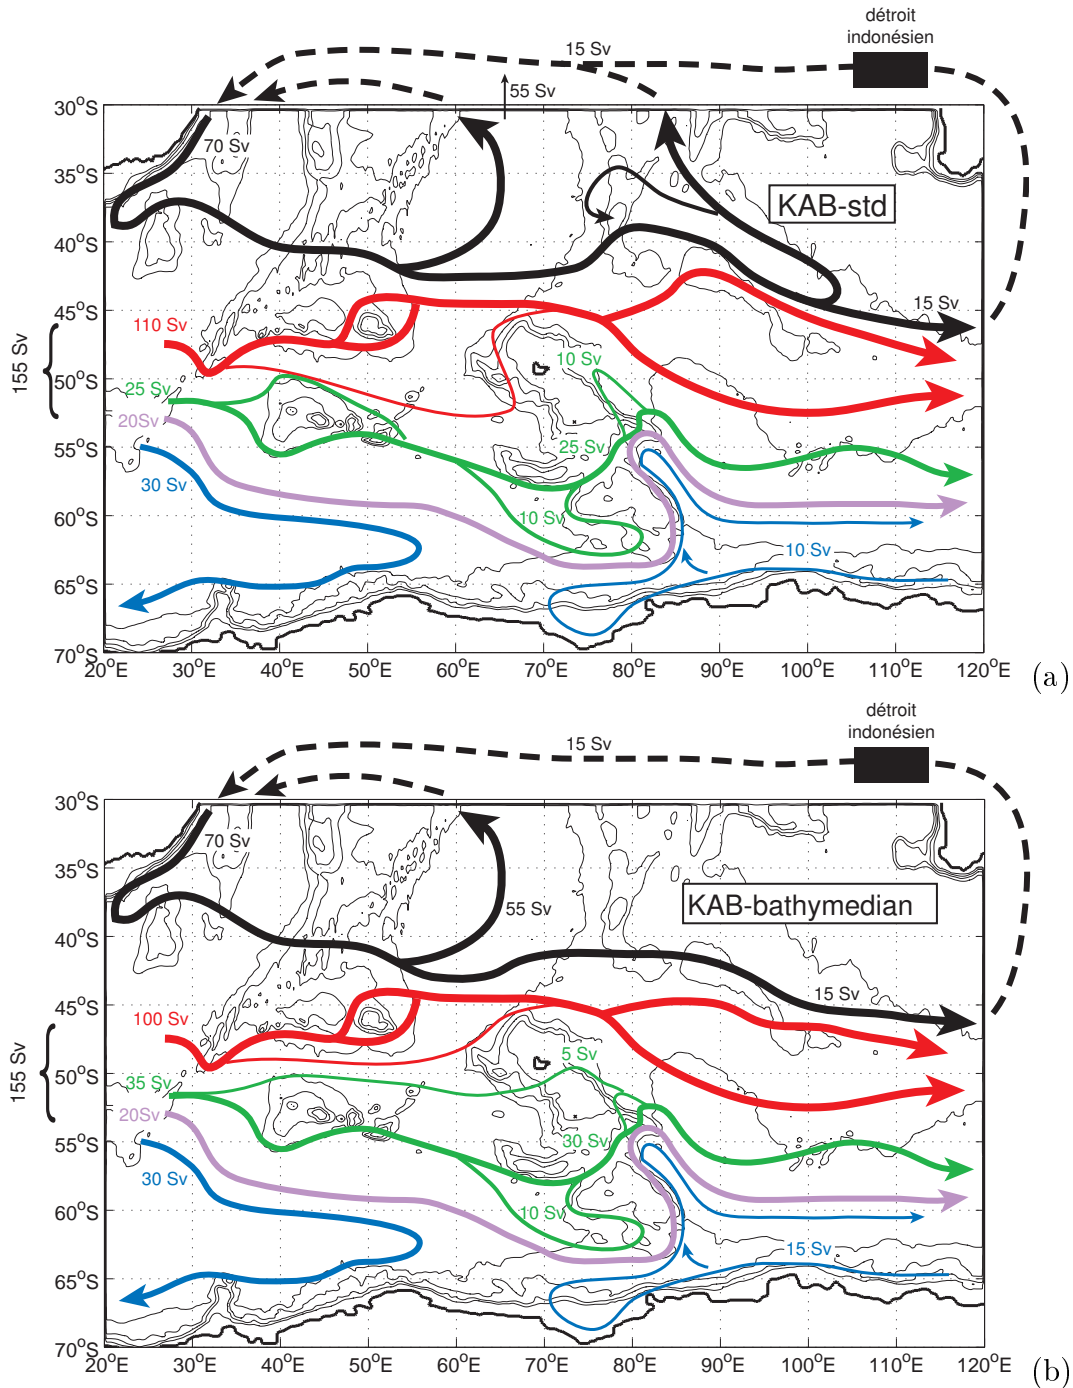 détroit
indonésien
15 Sv
55 Sv
30°S
70 Sv
35°S
KAB-std
40°S
45°S
15 Sv
110 Sv
155 Sv
10 Sv
50°S
25 Sv
20Sv
55°S
25 Sv
30 Sv
60°S
10 Sv
10 Sv
65°S
70°S
20°E 30°E 40°E 50°E 60°E 70°E 80°E 90°E 100°E 110°E 120°E
(a)
détroit
indonésien
15 Sv
30°S
70 Sv
35°S
55 Sv
KAB-bathymedian
40°S
15 Sv
45°S
100 Sv
155 Sv
5 Sv
50°S
35 Sv
20Sv
55°S
30 Sv
30 Sv
60°S
10 Sv
15 Sv
65°S
70°S
20°E 30°E 40°E 50°E 60°E 70°E 80°E 90°E 100°E 110°E 120°E
(b)